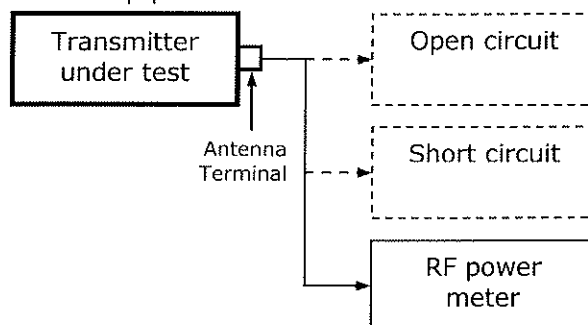 Transmitter
under test
Open circuit
Antenna
Terminal
Short circuit
RF power
meter